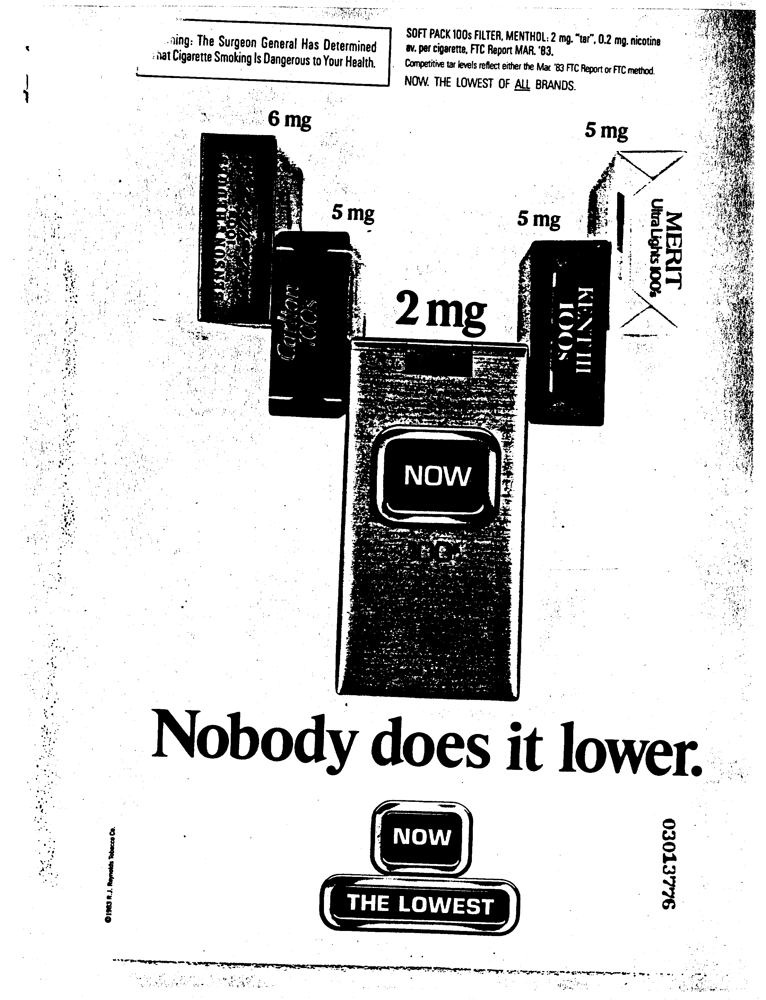 ning: The Surgeon General Has Determined
hat Cigarette Smoking Is Dangerous to Your Health.
SOFT PACK 100s FILTER, MENTHOL: 2 mg. "tar", 0.2 mg. nicotine
av. per cigarette, FTC Report MAR. '83.
Competitive tar levels reflect either the Mar. '83 FTC Report or FTC method.
NOW. THE LOWEST OF ALL BRANDS.
6 mg
5 mg
5 mg
5 mg
MERIT
Ultra Lights 100's
Carlton
100s
KENT III
100s
2 mg
NOW
Nobody does it lower.
NOW
THE LOWEST
©1983 R.J. Reynolds Tobacco Co.
03013776